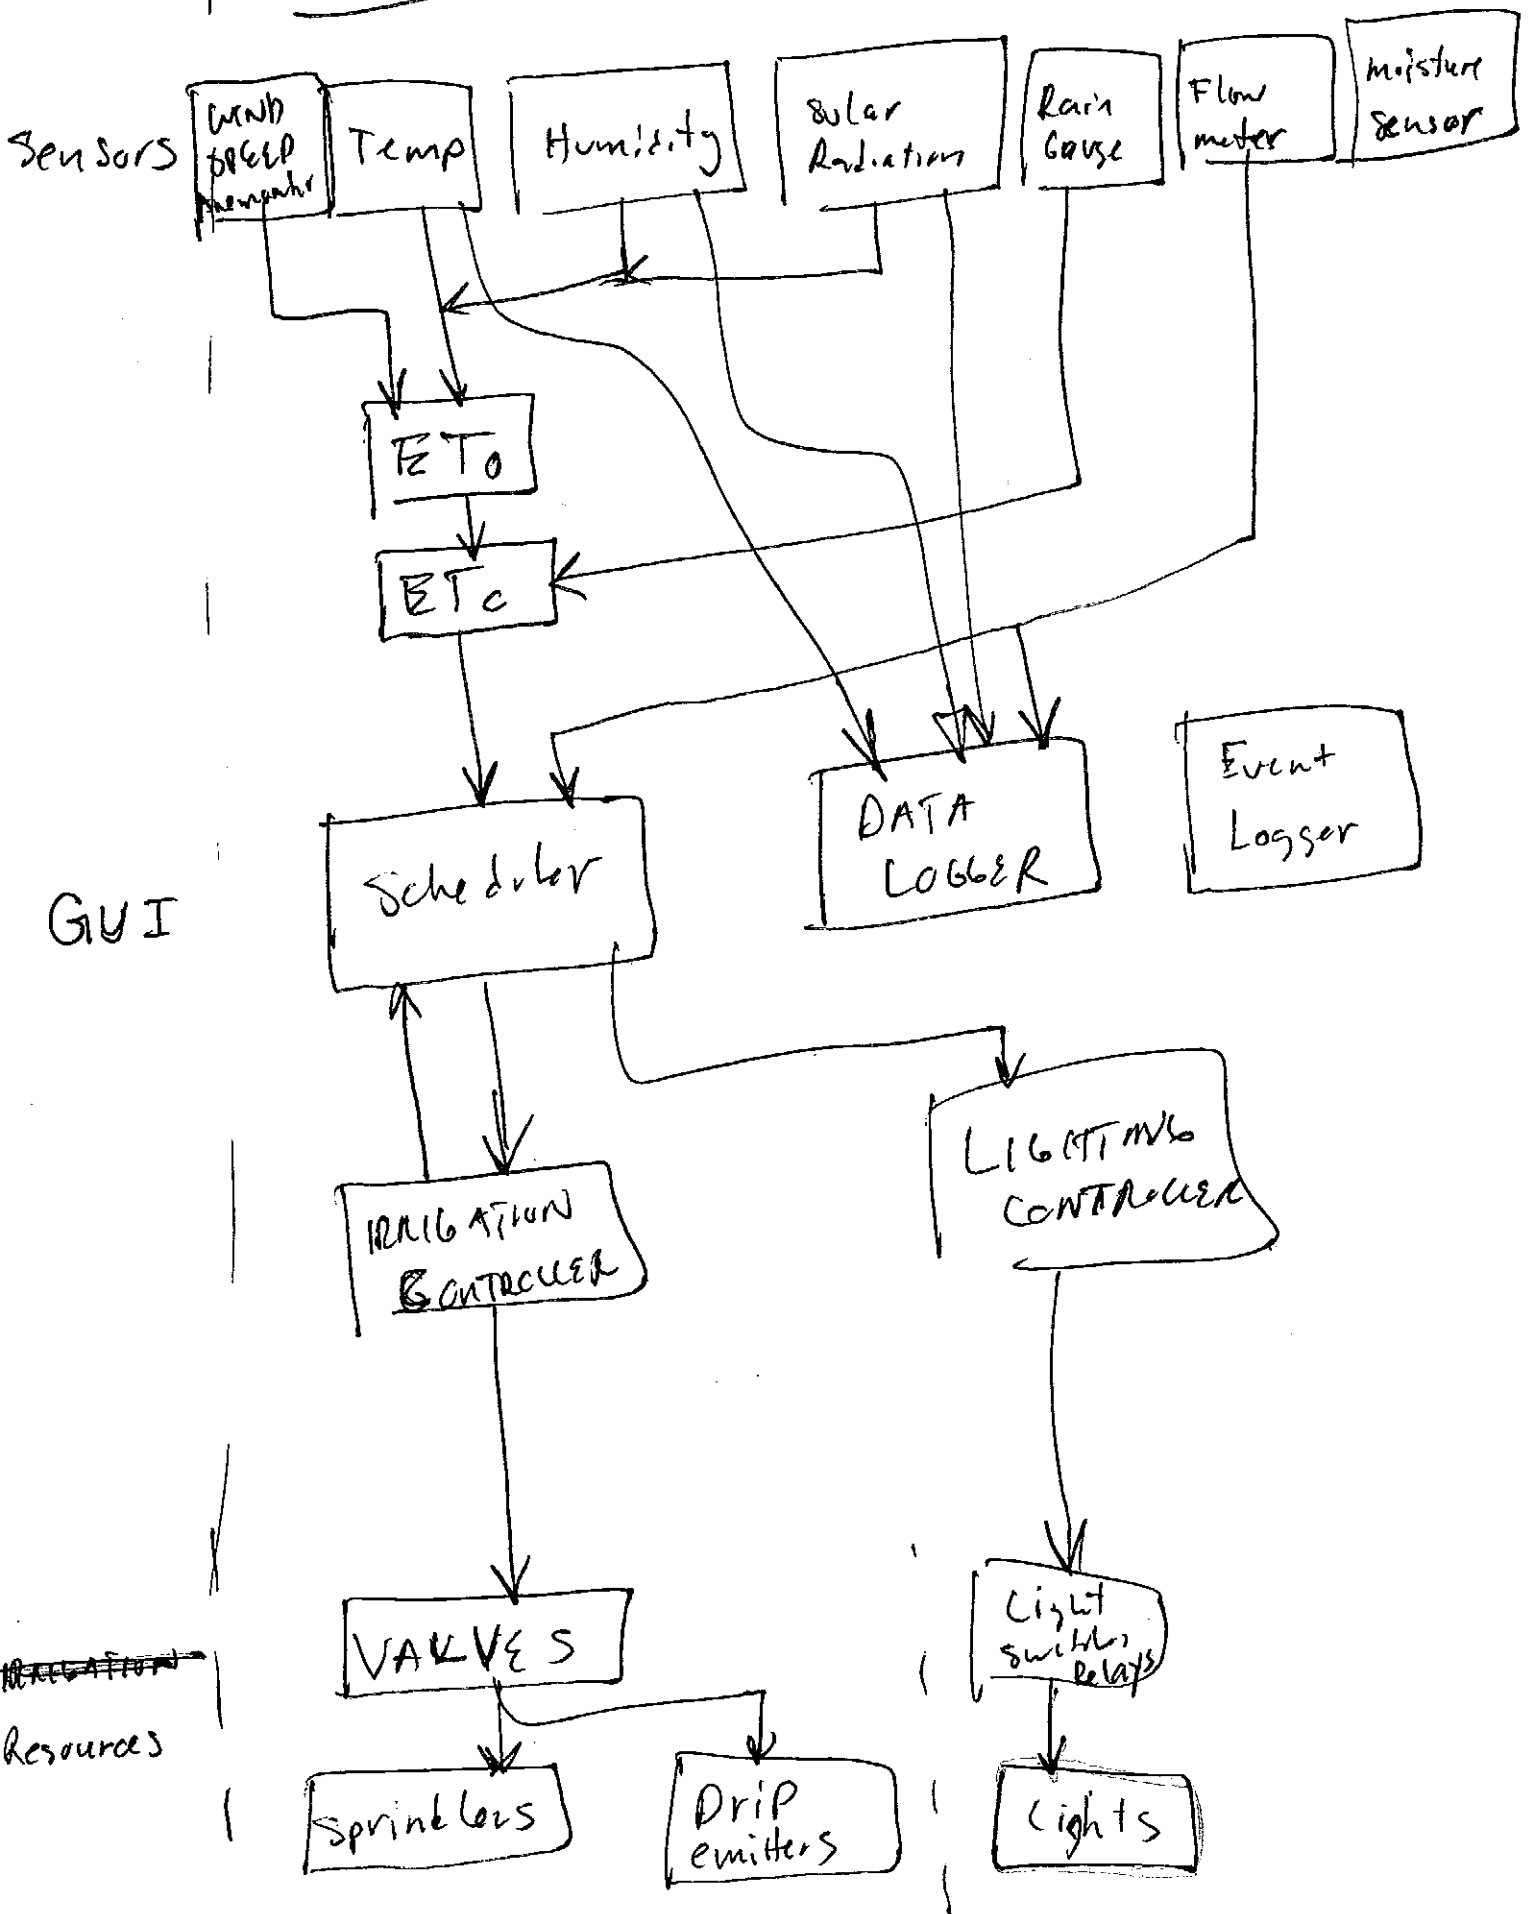 Sensors
WIND
SPEED
Temp
Humidity
Solar
Radiation
Rain
Gauge
Flow
meter
Moisture
Sensor
ETo
ETc
GUI
Scheduler
DATA
LOGGER
Event
Logger
IRRIGATION
CONTROLLER
LIGHTING
CONTROLLER
IRRIGATION
Resources
VALVES
Light
Switches
Relays
Sprinklers
Drip
emitters
Lights